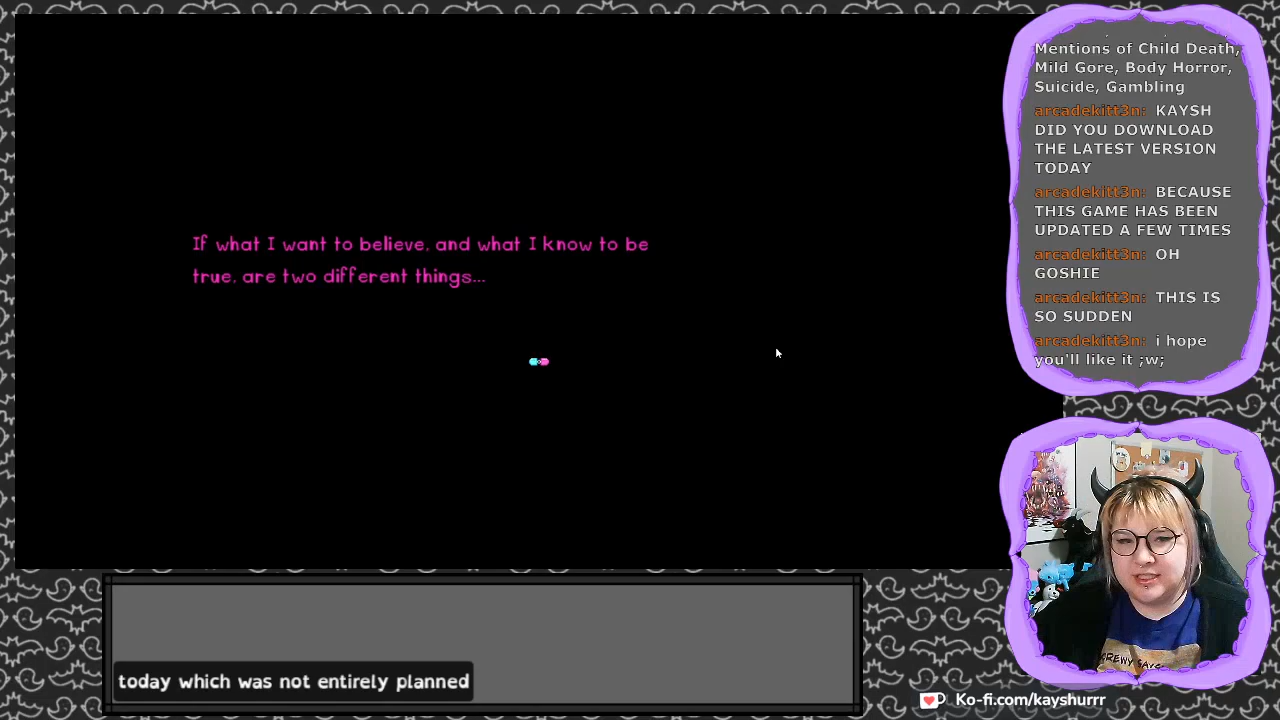 If what I want to believe, and what I know to be
true, are two different things...
Mentions of Child Death,
Mild Gore, Body Horror,
Suicide, Gambling
arcadekitt3n: KAYSH
DID YOU DOWNLOAD
THE LATEST VERSION
TODAY
arcadekitt3n: BECAUSE
THIS GAME HAS BEEN
UPDATED A FEW TIMES
arcadekitt3n: OH
GOSHIE
arcadekitt3n: THIS IS
SO SUDDEN
arcadekitt3n: i hope
you'll like it ;w;
today which was not entirely planned
Ko-fi.com/kayshurrr